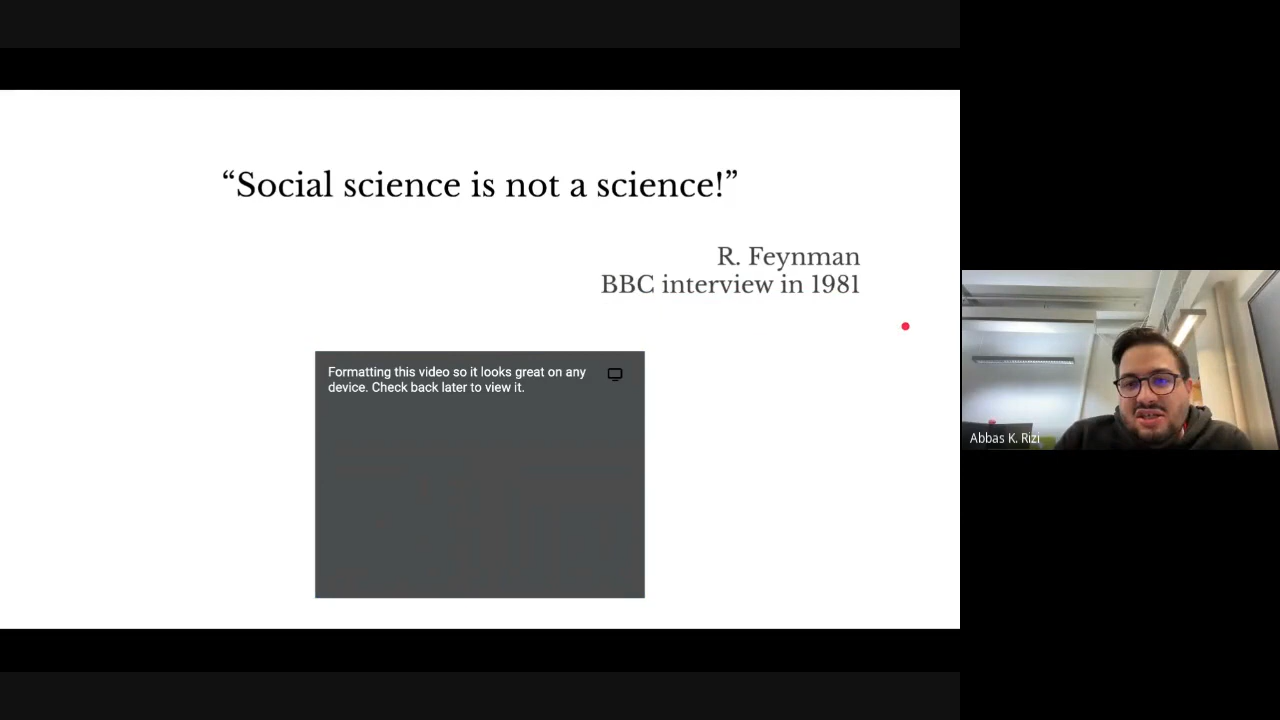 “Social science is not a science!”
R. Feynman
BBC interview in 1981
Formatting this video so it looks great on any
device. Check back later to view it.
Abbas K. Rizi